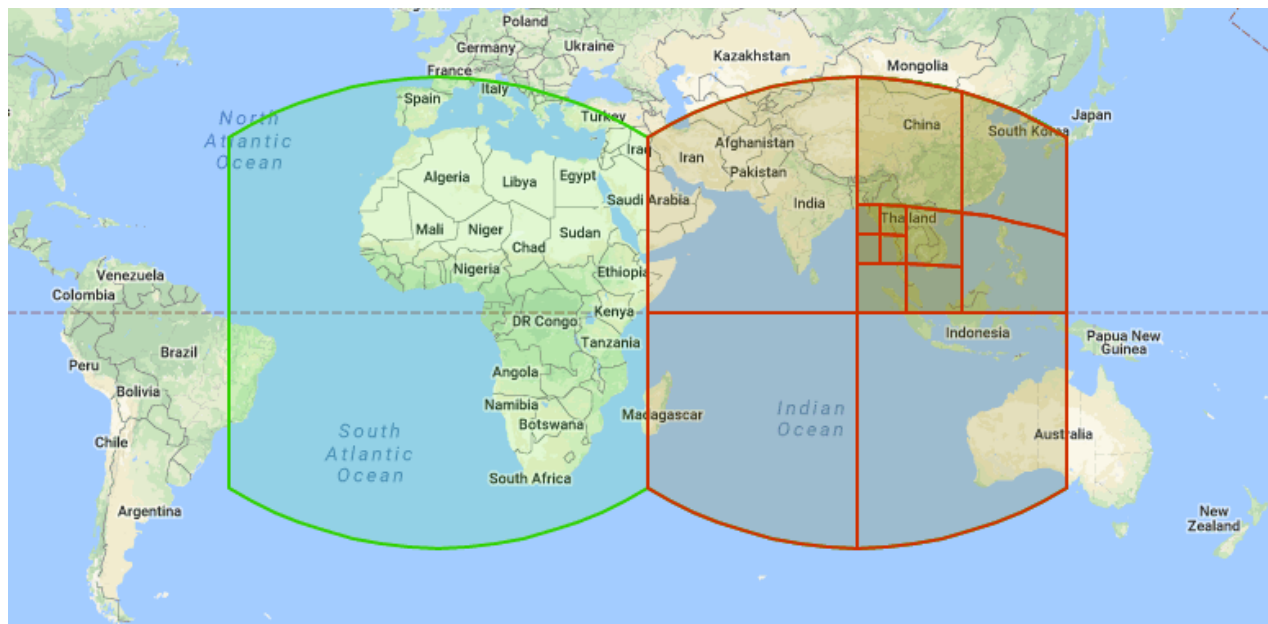 Poland
Germany
Ukraine
Kazakhstan
Mongolia
France
Italy
Spain
Turkey
Japan
China
South Korea
North
Atlantic
Ocean
Iraq
Iran
Afghanistan
Pakistan
Algeria
Libya
Egypt
Saudi Arabia
India
Thailand
Mali
Niger
Chad
Sudan
Nigeria
Ethiopia
Venezuela
Colombia
DR Congo
Kenya
Tanzania
Indonesia
Papua New
Guinea
Peru
Brazil
Bolivia
Angola
Namibia
Botswana
Madagascar
Indian
Ocean
Chile
South
Atlantic
Ocean
Australia
South Africa
Argentina
New
Zealand